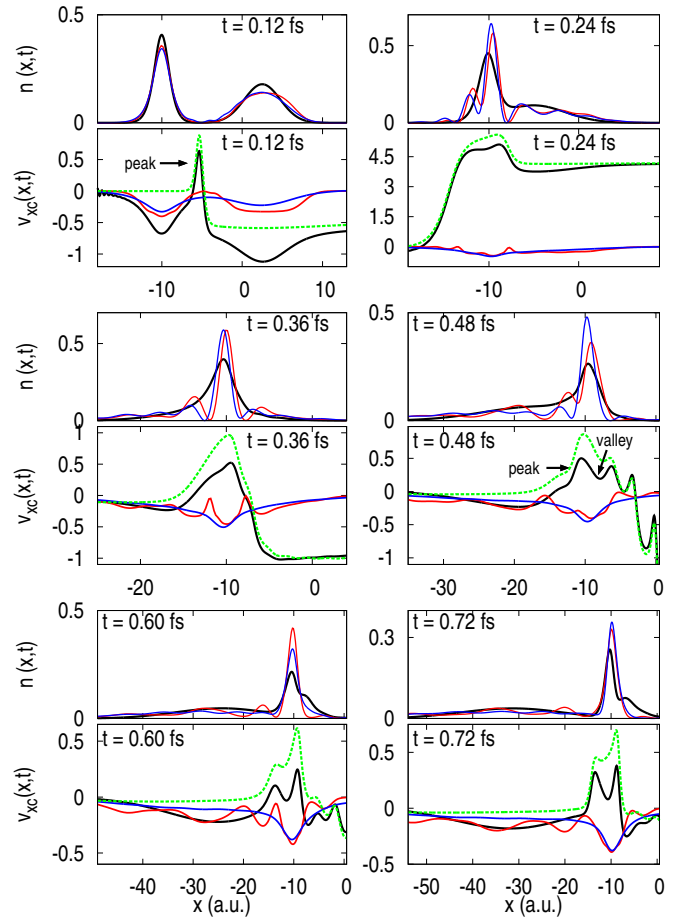 n (x,t)
0.5
0
t = 0.12 fs
0.5
0
t = 0.24 fs
v_xc(x,t)
0.5
0
-0.5
-1
t = 0.12 fs
peak
-10 0 10
4.5
3
1.5
0
t = 0.24 fs
-10 0
n (x,t)
0.5
0
t = 0.36 fs
0.5
0
t = 0.48 fs
v_xc(x,t)
1
0.5
0
-0.5
-1
t = 0.36 fs
-20 -10 0
1
0.5
0
-0.5
-1
t = 0.48 fs
peak
valley
-30 -20 -10 0
n (x,t)
0.5
0
t = 0.60 fs
0.3
0
t = 0.72 fs
v_xc(x,t)
0.5
0
-0.5
t = 0.60 fs
-40 -30 -20 -10 0
x (a.u.)
1
0.5
0
0.5
t = 0.72 fs
-50 -40 -30 -20 -10 0
x (a.u.)